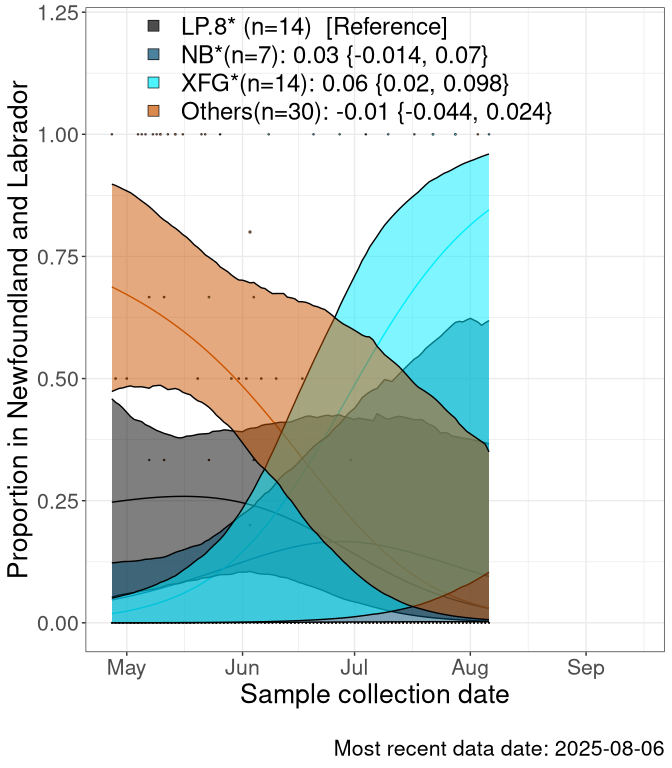 LP.8* (n=14)  [Reference]
NB*(n=7): 0.03 {-0.014, 0.07}
XFG*(n=14): 0.06 {0.02, 0.098}
Others(n=30): -0.01 {-0.044, 0.024}
Proportion in Newfoundland and Labrador
1.25
1.00
0.75
0.50
0.25
0.00
May Jun Jul Aug Sep
Sample collection date
Most recent data date: 2025-08-06